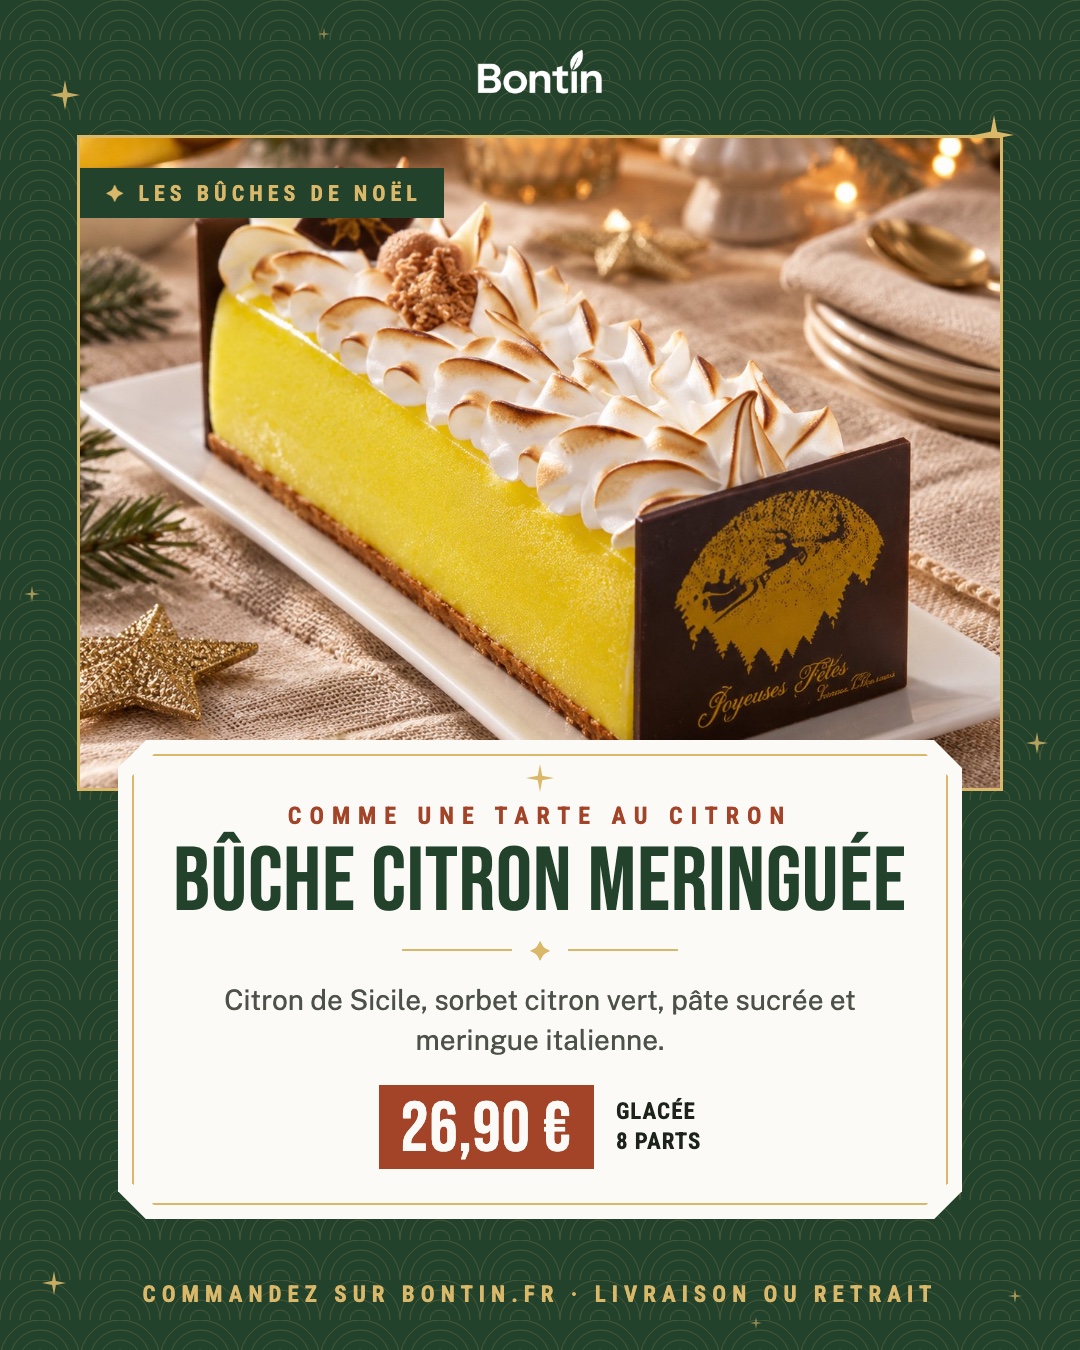 Bontin
LES BÛCHES DE NOËL
Joyeuses Fêtes
COMME UNE TARTE AU CITRON
BÛCHE CITRON MERINGUÉE
Citron de Sicile, sorbet citron vert, pâte sucrée et
meringue italienne.
26,90 €
GLACÉE
8 PARTS
COMMANDEZ SUR BONTIN.FR · LIVRAISON OU RETRAIT